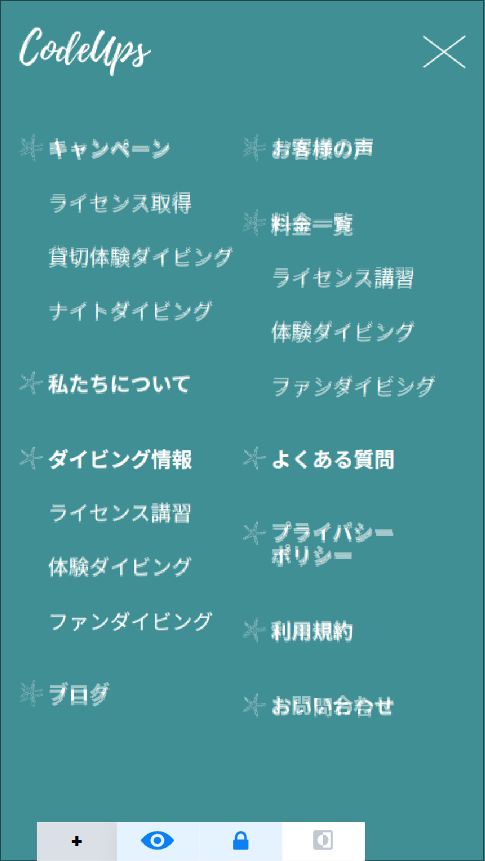 CodeUps
キャンペーン
ライセンス取得
貸切体験ダイビング
ナイトダイビング
私たちについて
ダイビング情報
ライセンス講習
体験ダイビング
ファンダイビング
ブログ
お客様の声
料金一覧
ライセンス講習
体験ダイビング
ファンダイビング
よくある質問
プライバシー
ポリシー
利用規約
お問い合わせ